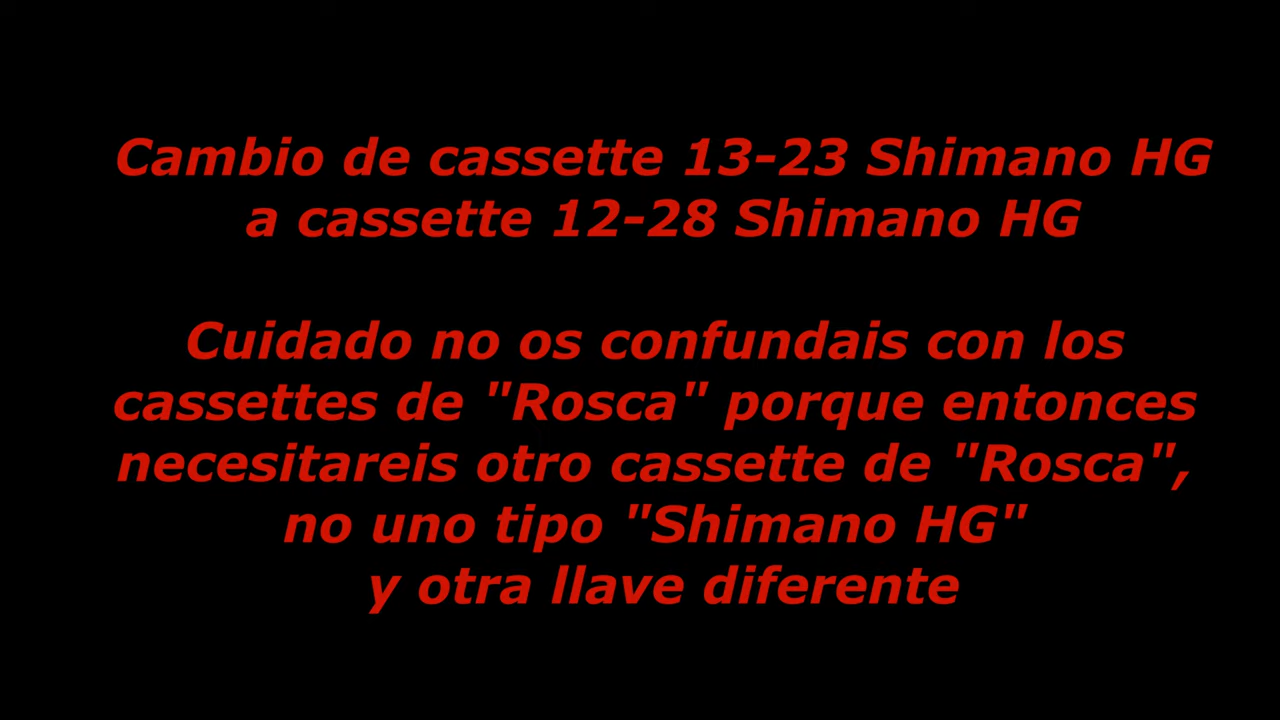 Cambio de cassette 13-23 Shimano HG
a cassette 12-28 Shimano HG
Cuidado no os confundais con los
cassettes de "Rosca" porque entonces
necesitareis otro cassette de "Rosca",
no uno tipo "Shimano HG"
y otra llave diferente